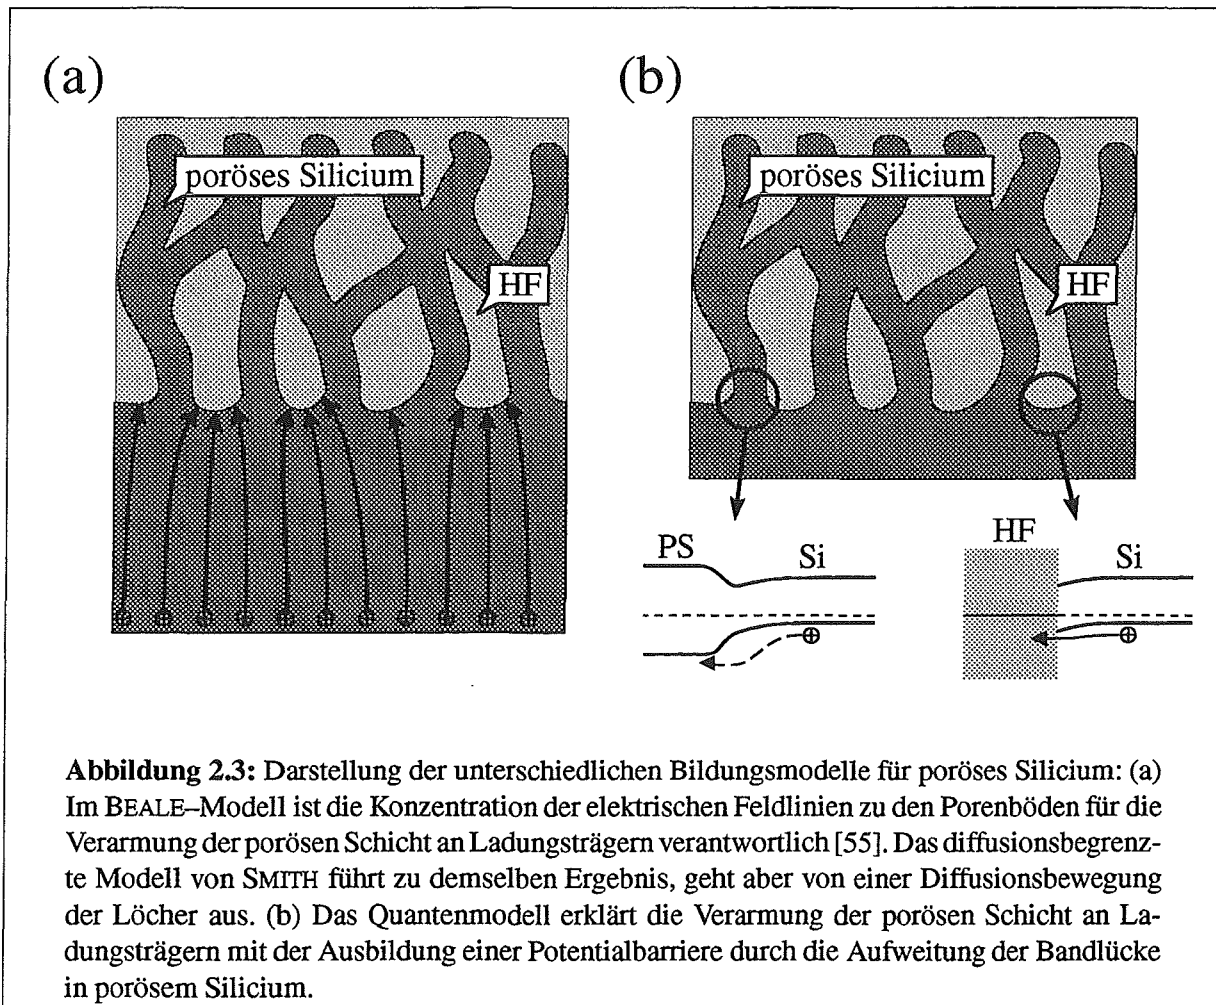 (a)
(b)
poröses Silicium
HF
poröses Silicium
HF
PS
Si
HF
Si
Abbildung 2.3: Darstellung der unterschiedlichen Bildungsmodelle für poröses Silicium: (a)
Im BEALE–Modell ist die Konzentration der elektrischen Feldlinien zu den Porenböden für die
Verarmung der porösen Schicht an Ladungsträgern verantwortlich [55]. Das diffusionsbegrenz-
te Modell von SMITH führt zu demselben Ergebnis, geht aber von einer Diffusionsbewegung
der Löcher aus. (b) Das Quantenmodell erklärt die Verarmung der porösen Schicht an La-
dungsträgern mit der Ausbildung einer Potentialbarriere durch die Aufweitung der Bandlücke
in porösem Silicium.